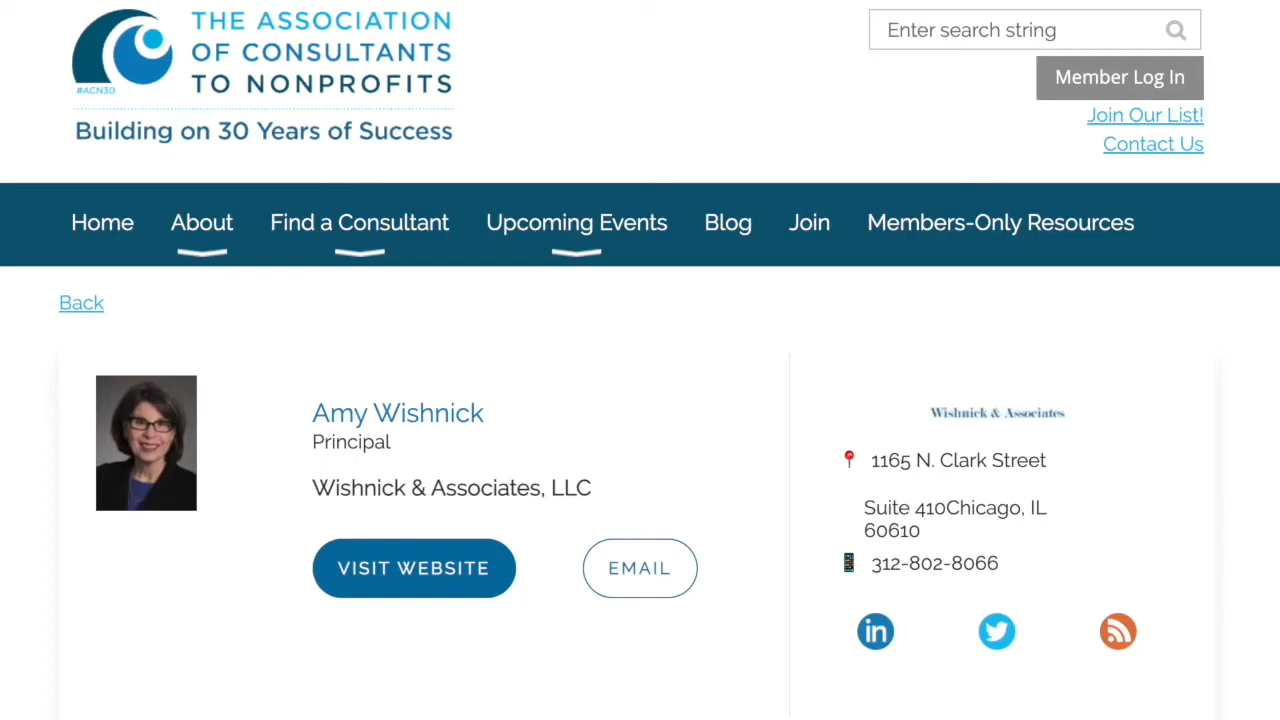 THE ASSOCIATION
OF CONSULTANTS
TO NONPROFITS
#ACN30
Building on 30 Years of Success
Enter search string
Member Log In
Join Our List!
Contact Us
Home About Find a Consultant Upcoming Events Blog Join Members-Only Resources
Back
Amy Wishnick
Principal
Wishnick & Associates, LLC
VISIT WEBSITE EMAIL
Wishnick & Associates
1165 N. Clark Street
Suite 410Chicago, IL
60610
312-802-8066
in